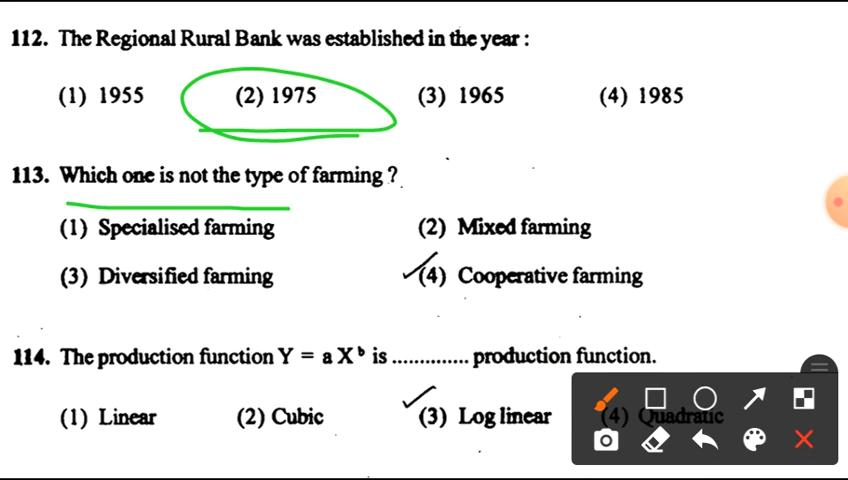 112. The Regional Rural Bank was established in the year :
(1) 1955 (2) 1975 (3) 1965 (4) 1985
113. Which one is not the type of farming ?
(1) Specialised farming (2) Mixed farming
(3) Diversified farming (4) Cooperative farming
114. The production function Y = a X ᵇ is .............. production function.
(1) Linear (2) Cubic (3) Log linear (4) Quadratic